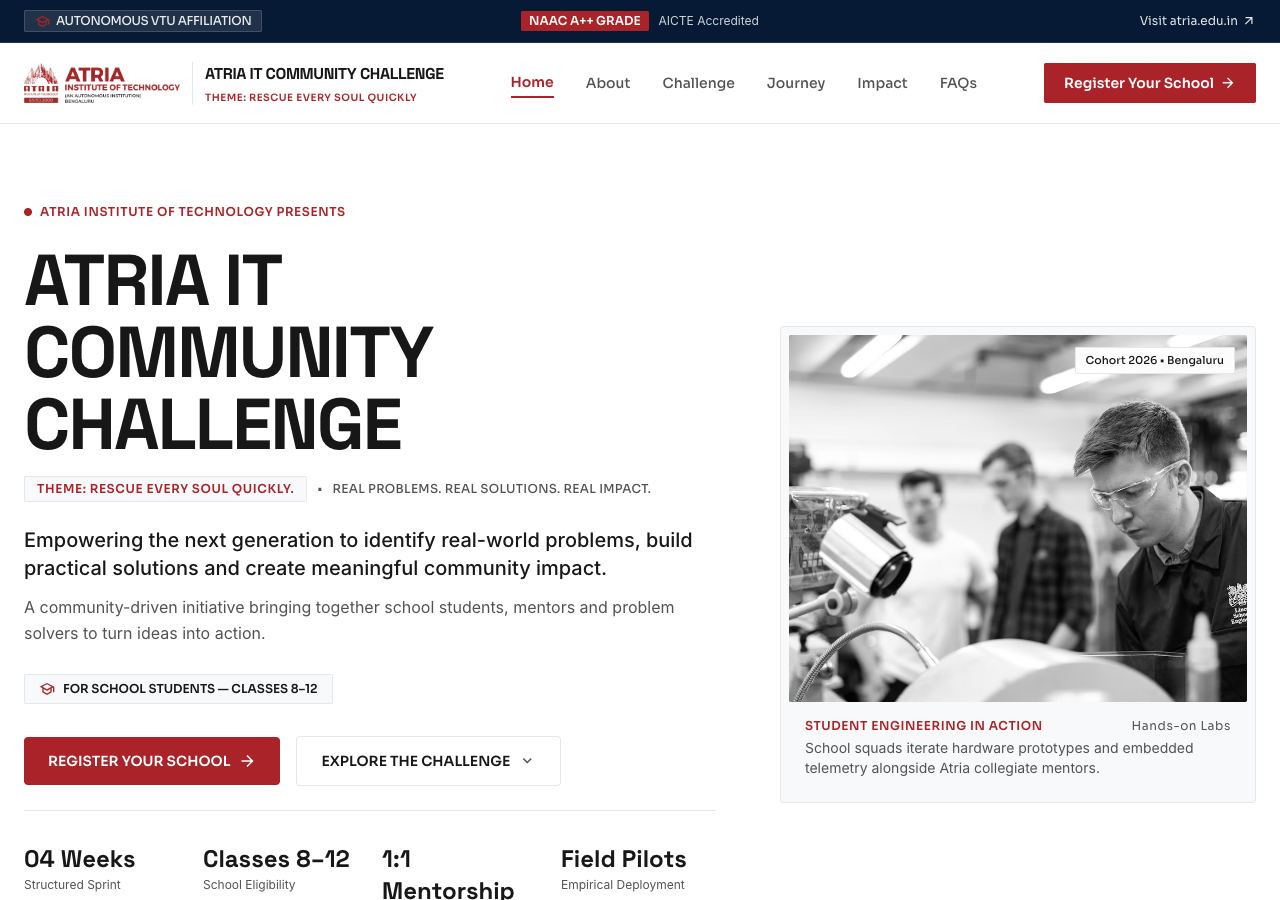 AUTONOMOUS VTU AFFILIATION
NAAC A++ GRADE
AICTE Accredited
Visit atria.edu.in
ATRIA
INSTITUTE OF TECHNOLOGY
(AN AUTONOMOUS INSTITUTION)
BENGALURU
ATRIA
ATRIA IT COMMUNITY CHALLENGE
THEME: RESCUE EVERY SOUL QUICKLY
Home
About
Challenge
Journey
Impact
FAQs
Register Your School
ATRIA INSTITUTE OF TECHNOLOGY PRESENTS
ATRIA IT
COMMUNITY
CHALLENGE
THEME: RESCUE EVERY SOUL QUICKLY.
• REAL PROBLEMS. REAL SOLUTIONS. REAL IMPACT.
Empowering the next generation to identify real-world problems, build
practical solutions and create meaningful community impact.
A community-driven initiative bringing together school students, mentors and problem
solvers to turn ideas into action.
FOR SCHOOL STUDENTS — CLASSES 8–12
REGISTER YOUR SCHOOL
EXPLORE THE CHALLENGE
04 Weeks
Structured Sprint
Classes 8–12
School Eligibility
1:1
Mentorship
Field Pilots
Empirical Deployment
Cohort 2026 • Bengaluru
STUDENT ENGINEERING IN ACTION
Hands-on Labs
School squads iterate hardware prototypes and embedded
telemetry alongside Atria collegiate mentors.